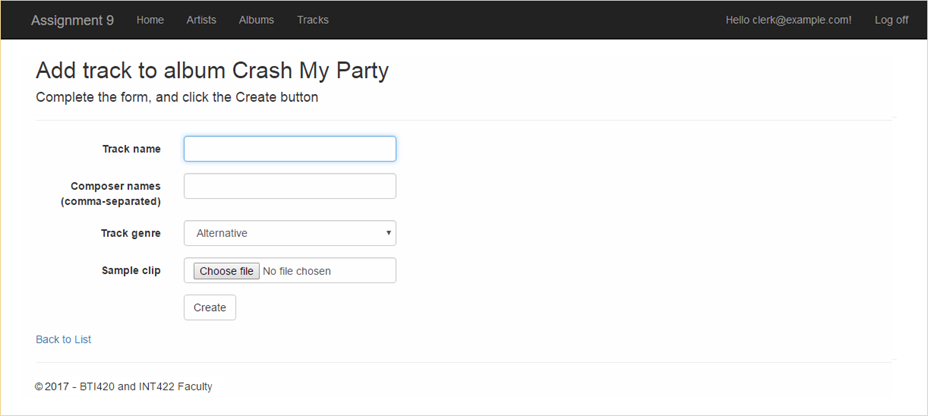 Assignment 9 Home Artists Albums Tracks Hello clerk@example.com! Log off
Add track to album Crash My Party
Complete the form, and click the Create button
Track name
Composer names
(comma-separated)
Track genre Alternative
Sample clip Choose file No file chosen
Create
Back to List
© 2017 - BTI420 and INT422 Faculty